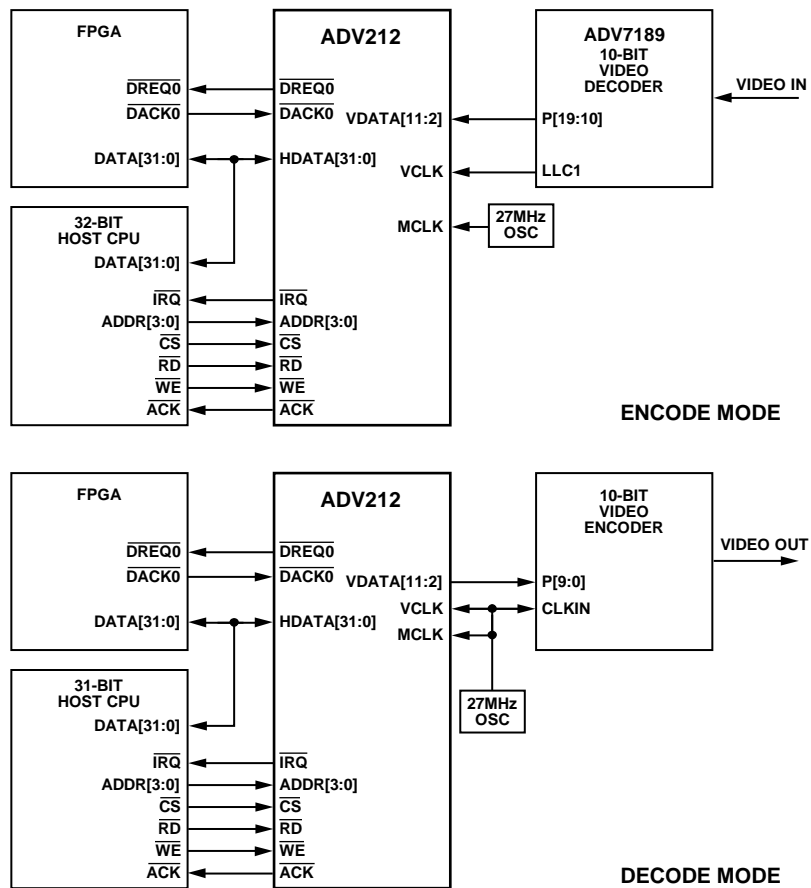 FPGA
DREQ0
DACK0
DATA[31:0]
32-BIT
HOST CPU
DATA[31:0]
IRQ
ADDR[3:0]
CS
RD
WE
ACK
ADV212
DREQ0
DACK0
HDATA[31:0]
VDATA[11:2]
VCLK
MCLK
IRQ
ADDR[3:0]
CS
RD
WE
ACK
ADV7189
10-BIT
VIDEO
DECODER
P[19:10]
LLC1
VIDEO IN
27MHz
OSC
ENCODE MODE
FPGA
DREQ0
DACK0
DATA[31:0]
31-BIT
HOST CPU
DATA[31:0]
IRQ
ADDR[3:0]
CS
RD
WE
ACK
ADV212
DREQ0
DACK0
HDATA[31:0]
VDATA[11:2]
VCLK
MCLK
IRQ
ADDR[3:0]
CS
RD
WE
ACK
10-BIT
VIDEO
ENCODER
P[9:0]
CLKIN
VIDEO OUT
27MHz
OSC
DECODE MODE